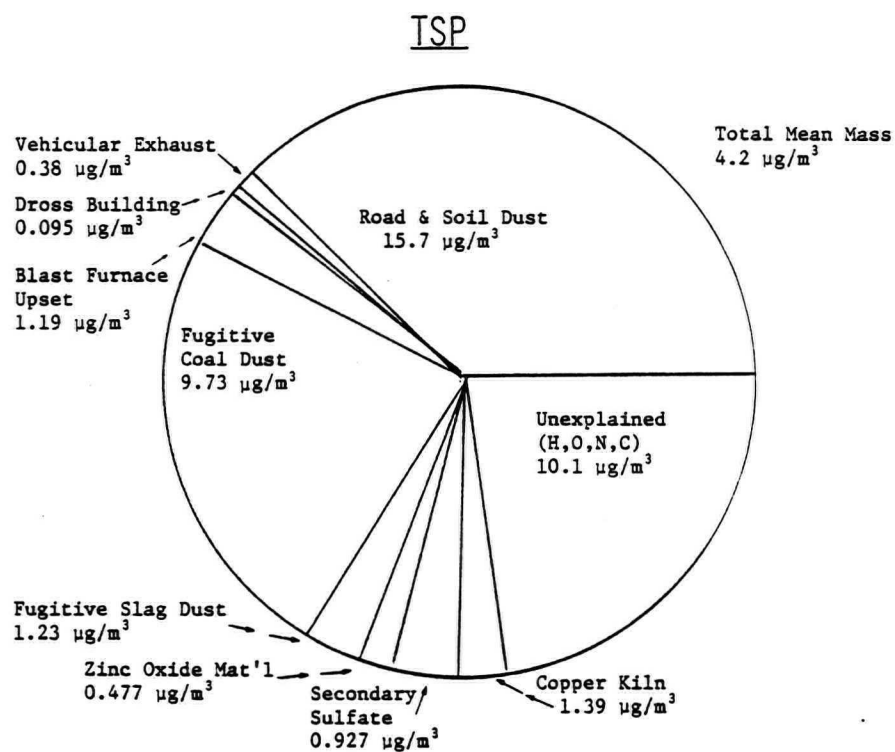 TSP
Total Mean Mass
4.2 µg/m³
Vehicular Exhaust
0.38 µg/m³
Dross Building
0.095 µg/m³
Road & Soil Dust
15.7 µg/m³
Blast Furnace
Upset
1.19 µg/m³
Fugitive
Coal Dust
9.73 µg/m³
Unexplained
(H,O,N,C)
10.1 µg/m³
Fugitive Slag Dust
1.23 µg/m³
Zinc Oxide Mat'l
0.477 µg/m³
Secondary
Sulfate
0.927 µg/m³
Copper Kiln
1.39 µg/m³